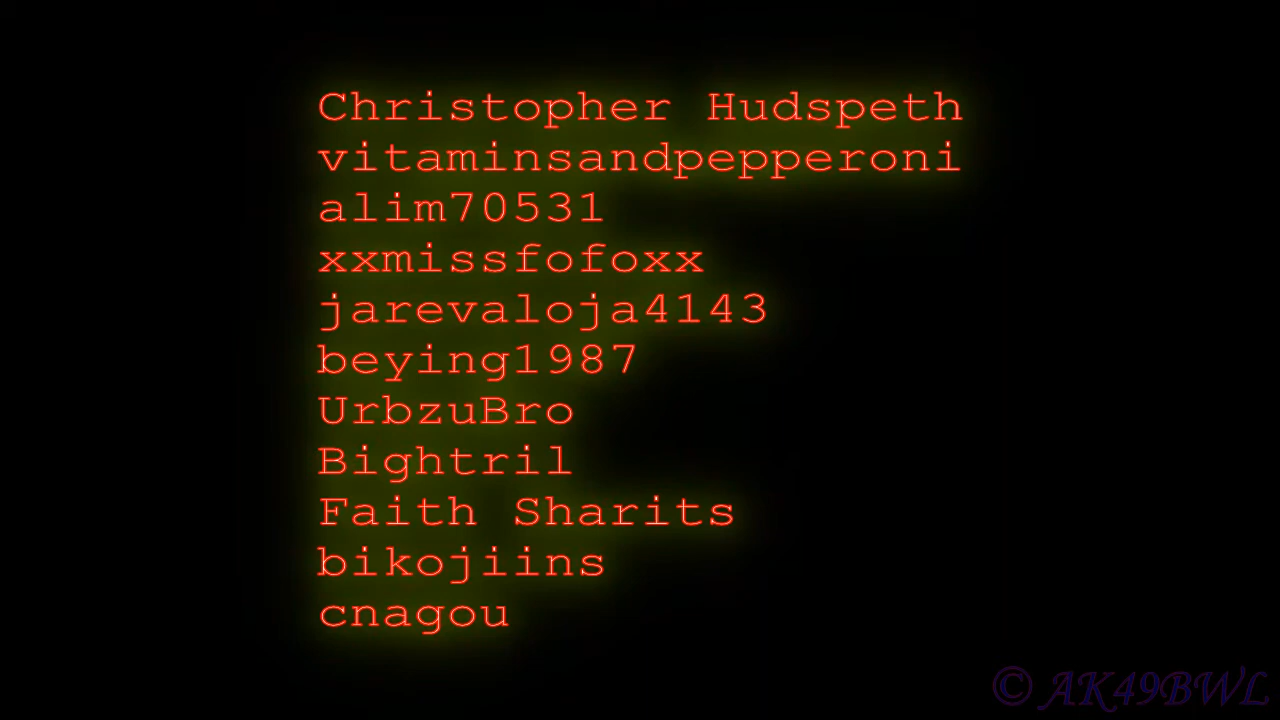 Christopher Hudspeth
vitaminsandpepperoni
alim70531
xxmissfofoxx
jarevaloja4143
beying1987
UrbzuBro
Bightril
Faith Sharits
bikojiins
cnagou
© AK49BWL